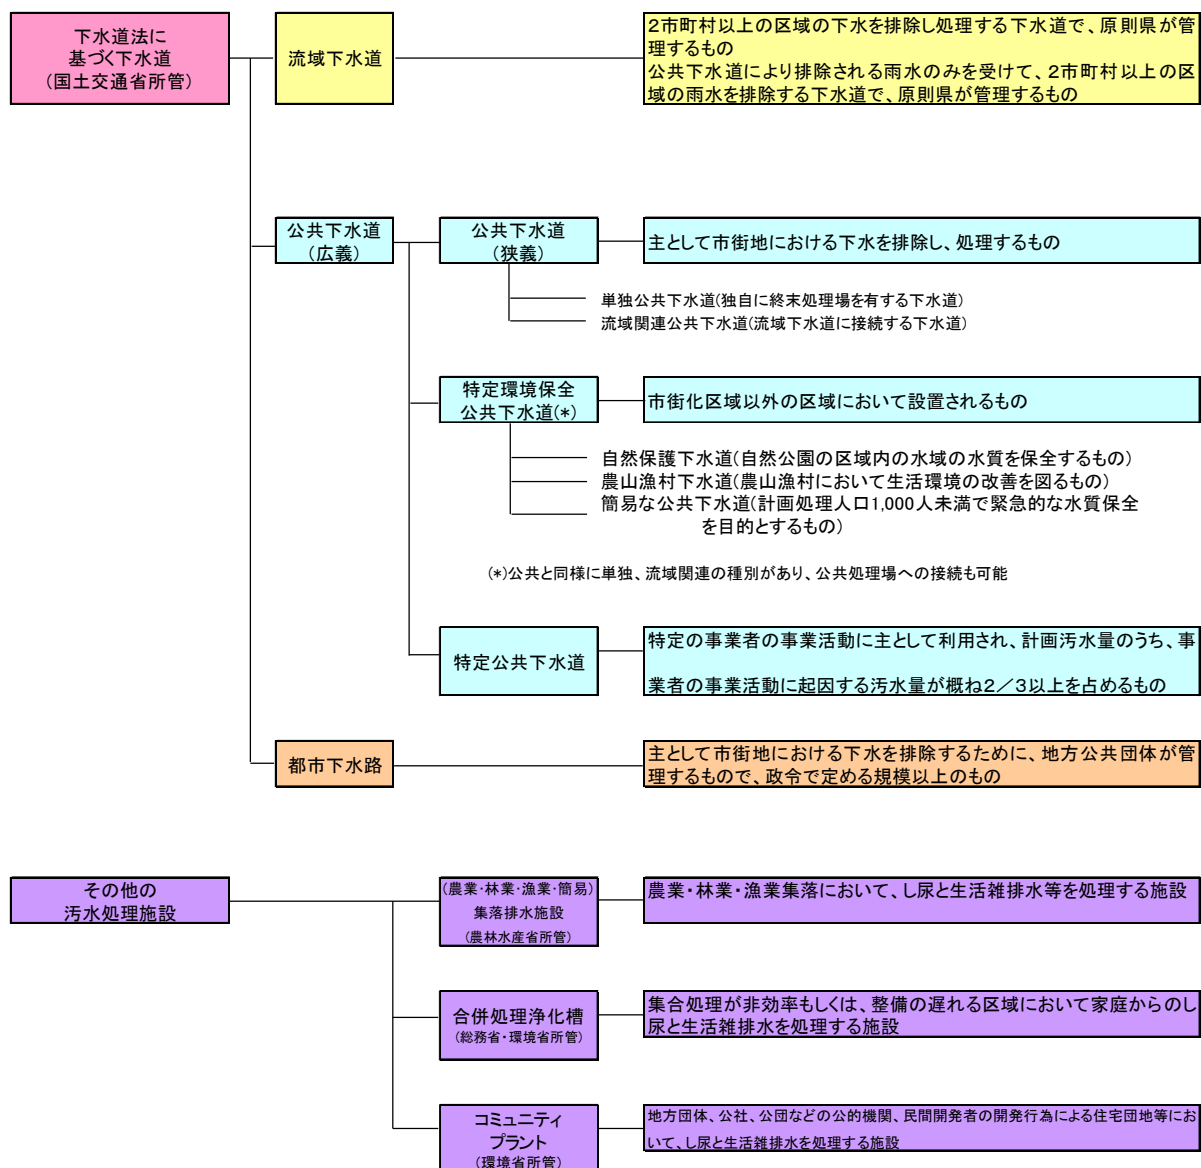 下水道法に
基づく下水道
(国土交通省所管)
流域下水道
2市町村以上の区域の下水を排除し処理する下水道で、原則県が管
理するもの
公共下水道により排除される雨水のみを受けて、2市町村以上の区
域の雨水を排除する下水道で、原則県が管理するもの
公共下水道
(広義)
公共下水道
(狭義)
主として市街地における下水を排除し、処理するもの
単独公共下水道(独自に終末処理場を有する下水道)
流域関連公共下水道(流域下水道に接続する下水道)
特定環境保全
公共下水道(*)
市街化区域以外の区域において設置されるもの
自然保護下水道(自然公園の区域内の水域の水質を保全するもの)
農山漁村下水道(農山漁村において生活環境の改善を図るもの)
簡易な公共下水道(計画処理人口1,000人未満で緊急的な水質保全
を目的とするもの)
(*)公共と同様に単独、流域関連の種別があり、公共処理場への接続も可能
特定公共下水道
特定の事業者の事業活動に主として利用され、計画汚水量のうち、事
業者の事業活動に起因する汚水量が概ね2/3以上を占めるもの
都市下水路
主として市街地における下水を排除するために、地方公共団体が管
理するもので、政令で定める規模以上のもの
その他の
汚水処理施設
(農業・林業・漁業・簡易)
集落排水施設
(農林水産省所管)
農業・林業・漁業集落において、し尿と生活雑排水等を処理する施設
合併処理浄化槽
(総務省・環境省所管)
集合処理が非効率もしくは、整備の遅れる区域において家庭からのし
尿と生活雑排水を処理する施設
コミュニティ
プラント
(環境省所管)
地方団体、公社、公団などの公的機関、民間開発者の開発行為による住宅団地等にお
いて、し尿と生活雑排水を処理する施設